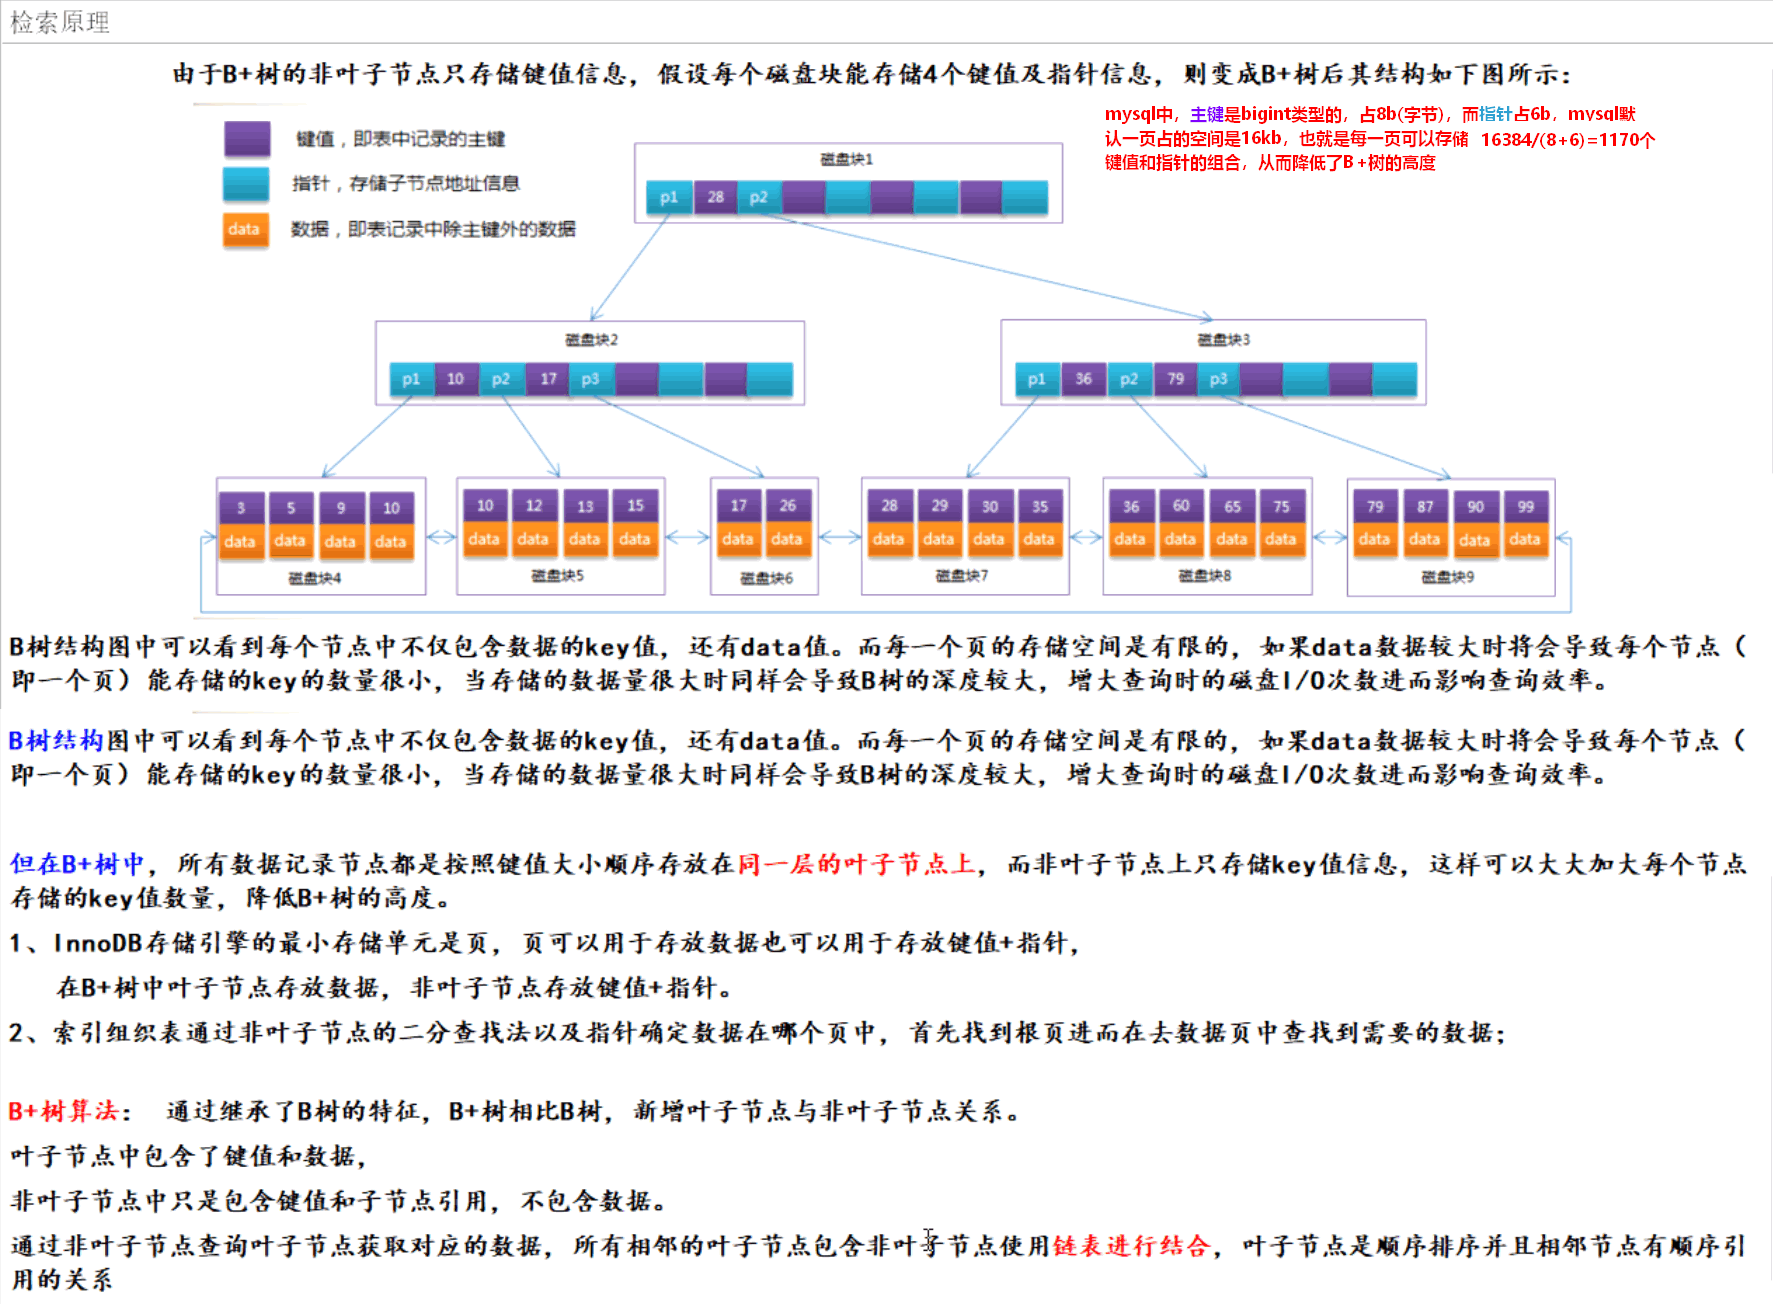 检索原理
由于B+树的非叶子节点只存储键值信息，假设每个磁盘块能存储4个键值及指针信息，则变成B+树后其结构如下图所示：
mysql中，主键是bigint类型的，占8b(字节)，而指针占6b，mysql默
认一页占的空间是16kb，也就是每一页可以存储 16384/(8+6)=1170个
键值和指针的组合，从而降低了B+树的高度
键值，即表中记录的主键
指针，存储子节点地址信息
data 数据，即表记录中除主键外的数据
磁盘块1
p1 28 p2
磁盘块2
p1 10 p2 17 p3
磁盘块3
p1 36 p2 79 p3
3 5 9 10
data data data data
磁盘块4
10 12 13 15
data data data data
磁盘块5
17 26
data data
磁盘块6
28 29 30 35
data data data data
磁盘块7
36 60 65 75
data data data data
磁盘块8
79 87 90 99
data data data data
磁盘块9
B树结构图中可以看到每个节点中不仅包含数据的key值，还有data值。而每一个页的存储空间是有限的，如果data数据较大时将会导致每个节点（
即一个页）能存储的key的数量很小，当存储的数据量很大时同样会导致B树的深度较大，增大查询时的磁盘I/O次数进而影响查询效率。
B树结构图中可以看到每个节点中不仅包含数据的key值，还有data值。而每一个页的存储空间是有限的，如果data数据较大时将会导致每个节点（
即一个页）能存储的key的数量很小，当存储的数据量很大时同样会导致B树的深度较大，增大查询时的磁盘I/O次数进而影响查询效率。
但在B+树中，所有数据记录节点都是按照键值大小顺序存放在同一层的叶子节点上，而非叶子节点上只存储key值信息，这样可以大大加大每个节点
存储的key值数量，降低B+树的高度。
1、InnoDB存储引擎的最小存储单元是页，页可以用于存放数据也可以用于存放键值+指针，
在B+树中叶子节点存放数据，非叶子节点存放键值+指针。
2、索引组织表通过非叶子节点的二分查找法以及指针确定数据在哪个页中，首先找到根页进而在去数据页中查找到需要的数据；
B+树算法： 通过继承了B树的特征，B+树相比B树，新增叶子节点与非叶子节点关系。
叶子节点中包含了键值和数据，
非叶子节点中只是包含键值和子节点引用，不包含数据。
通过非叶子节点查询叶子节点获取对应的数据，所有相邻的叶子节点包含非叶子节点使用链表进行结合，叶子节点是顺序排序并且相邻节点有顺序引
用的关系